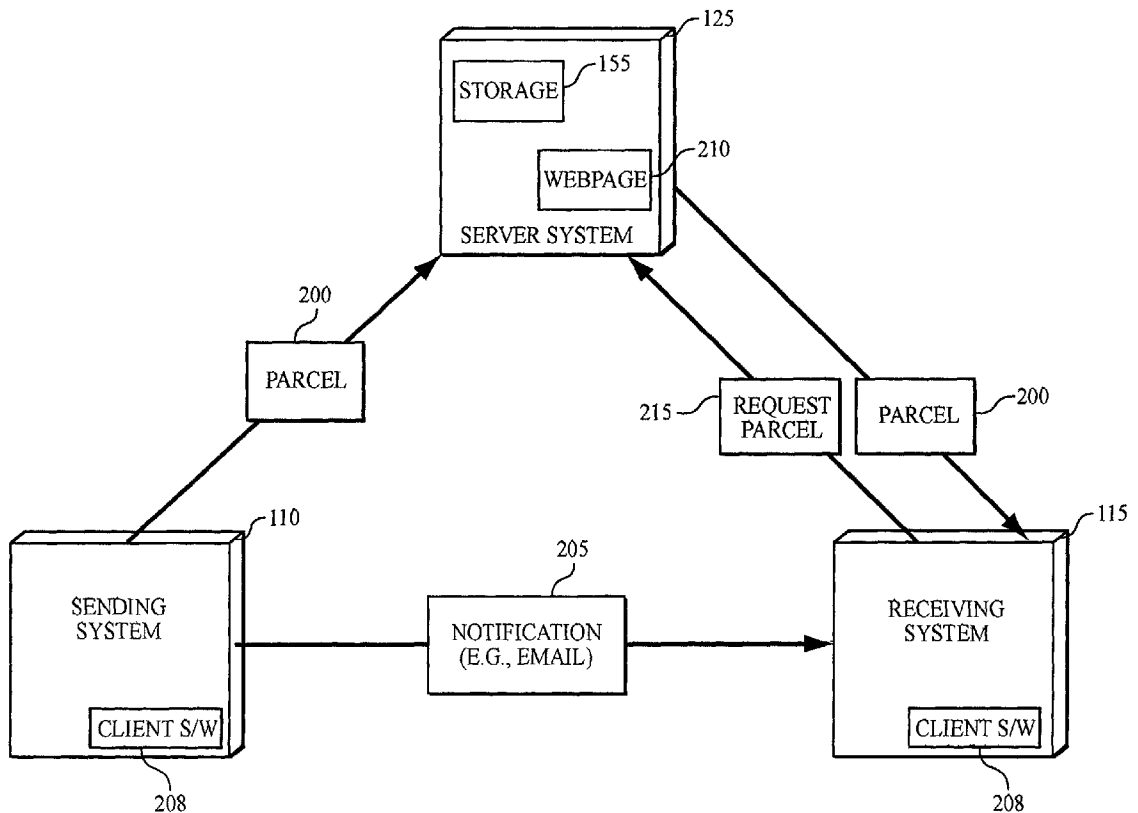 125
STORAGE
155
WEBPAGE
210
SERVER SYSTEM
200
PARCEL
215
REQUEST
PARCEL
PARCEL
200
110
SENDING
SYSTEM
CLIENT S/W
208
205
NOTIFICATION
(E.G., EMAIL)
115
RECEIVING
SYSTEM
CLIENT S/W
208